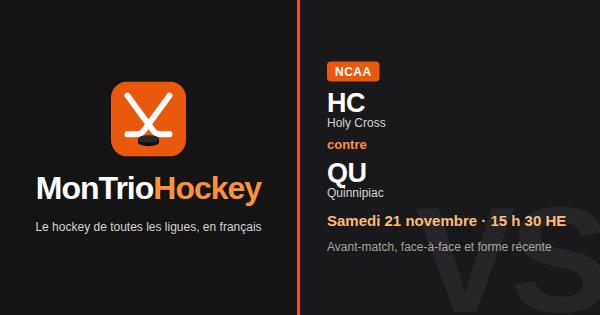 MonTrioHockey
Le hockey de toutes les ligues, en français
NCAA
HC
Holy Cross
contre
QU
Quinnipiac
Samedi 21 novembre · 15 h 30 HE
Avant-match, face-à-face et forme récente
VS